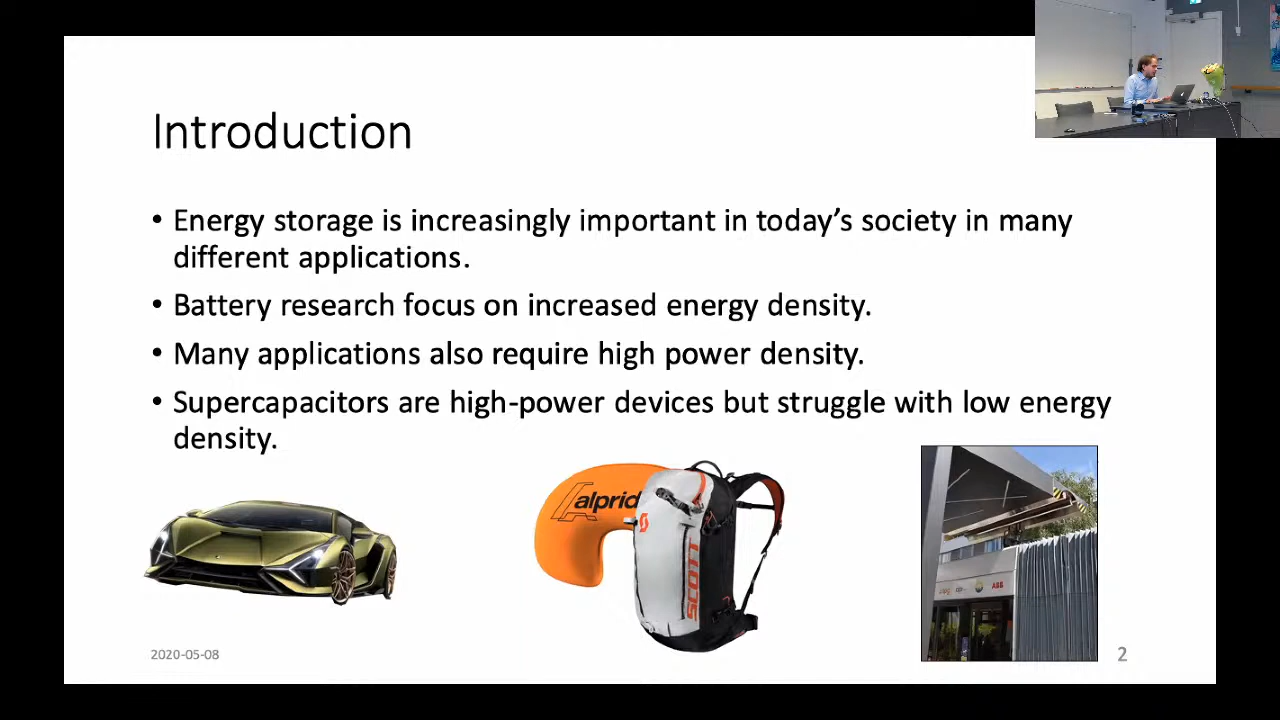 Introduction
• Energy storage is increasingly important in today’s society in many
different applications.
• Battery research focus on increased energy density.
• Many applications also require high power density.
• Supercapacitors are high-power devices but struggle with low energy
density.
alprid
SCOTT
ABB
2020-05-08
2